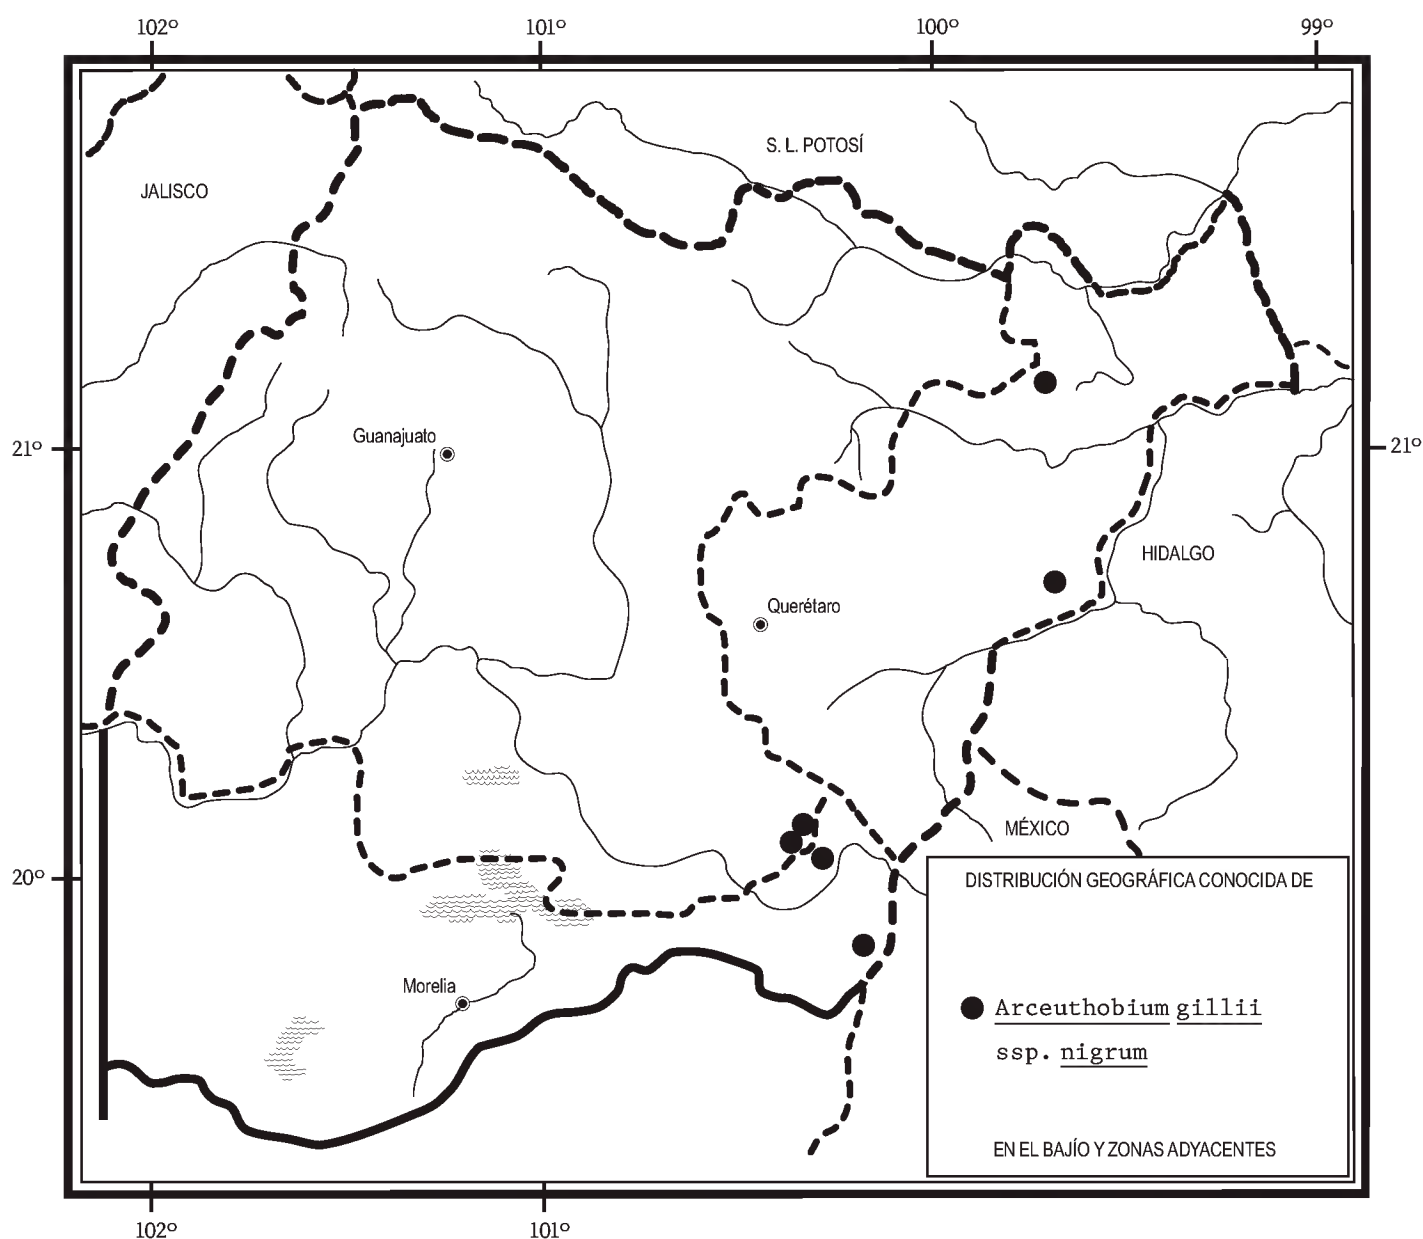 102º
101º
100º
99º
S. L. POTOSÍ
JALISCO
Guanajuato
21º
21º
HIDALGO
Querétaro
MÉXICO
20º
DISTRIBUCIÓN GEOGRÁFICA CONOCIDA DE
Morelia
Arceuthobium gillii
ssp. nigrum
EN EL BAJÍO Y ZONAS ADYACENTES
102º
101º